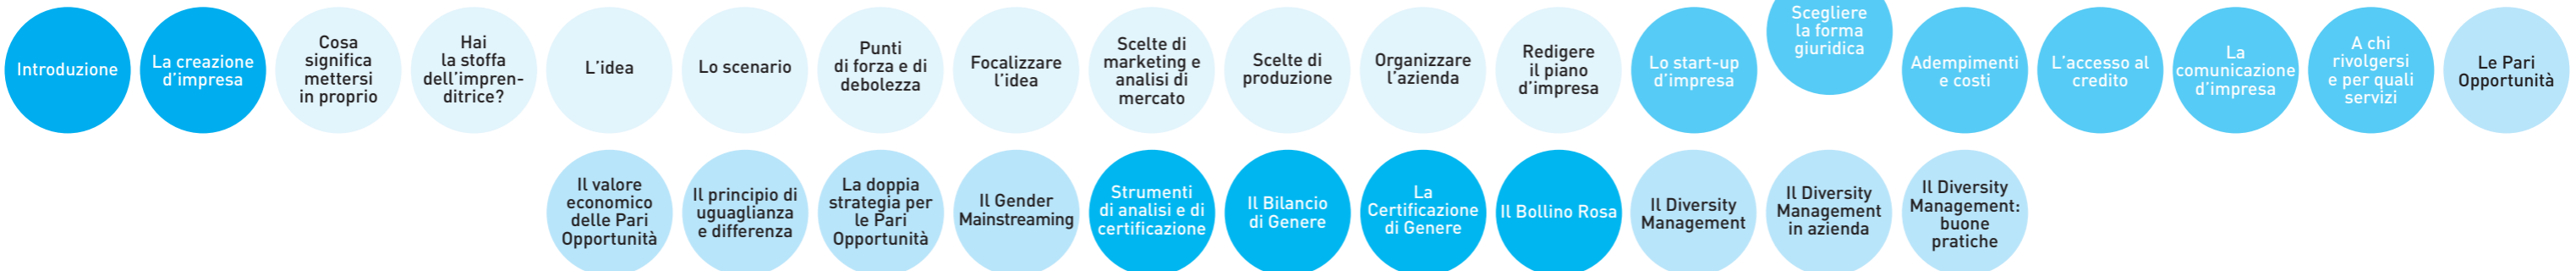 Introduzione
La creazione
d'impresa
Cosa
significa
mettersi
in proprio
Hai
la stoffa
dell'impren-
ditrice?
L'idea
Lo scenario
Punti
di forza e di
debolezza
Focalizzare
l'idea
Scelte di
marketing e
analisi di
mercato
Scelte di
produzione
Organizzare
l'azienda
Redigere
il piano
d'impresa
Lo start-up
d'impresa
Scegliere
la forma
giuridica
Adempimenti
e costi
L'accesso al
credito
La
comunicazione
d'impresa
A chi
rivolgersi
e per quali
servizi
Le Pari
Opportunità
Il valore
economico
delle Pari
Opportunità
Il principio di
uguaglianza
e differenza
La doppia
strategia per
le Pari
Opportunità
Il Gender
Mainstreaming
Strumenti
di analisi e di
certificazione
Il Bilancio
di Genere
La
Certificazione
di Genere
Il Bollino Rosa
Il Diversity
Management
Il Diversity
Management
in azienda
Il Diversity
Management:
buone
pratiche